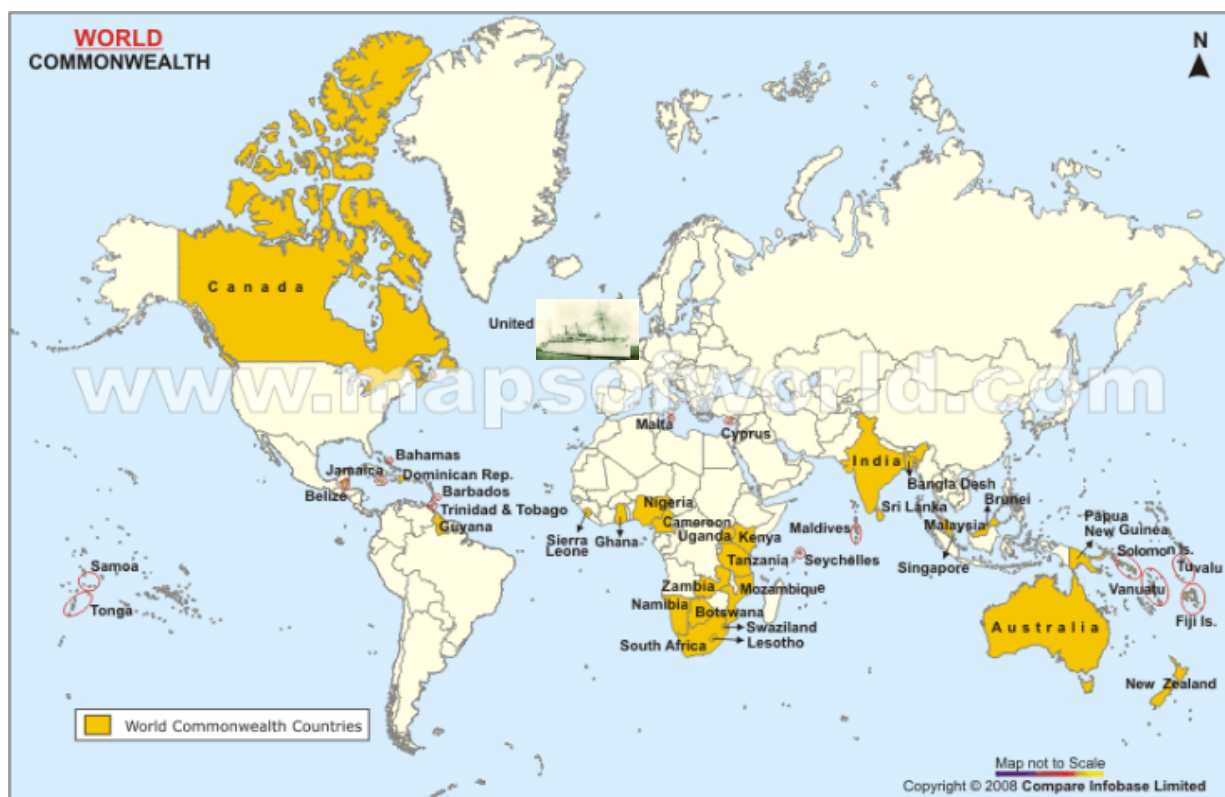 WORLD
COMMONWEALTH
N
Canada
United
www.mapsofworld.com
Malta
Cyprus
India
Bahamas
Jamaica
Dominican Rep.
Belize
Barbados
Trinidad & Tobago
Guyana
Bangla Desh
Brunei
Sri Lanka
Nigeria
Cameroon
Uganda
Kenya
Maldives
Malaysia
Papua
New Guinea
Sierra
Leone
Ghana
Tanzania
Seychelles
Singapore
Solomon Is.
Tuvalu
Samoa
Tonga
Zambia
Mozambique
Vanuatu
Namibia
Botswana
Fiji Is.
Swaziland
South Africa
Lesotho
Australia
New Zealand
World Commonwealth Countries
Map not to Scale
Copyright © 2008 Compare Infobase Limited